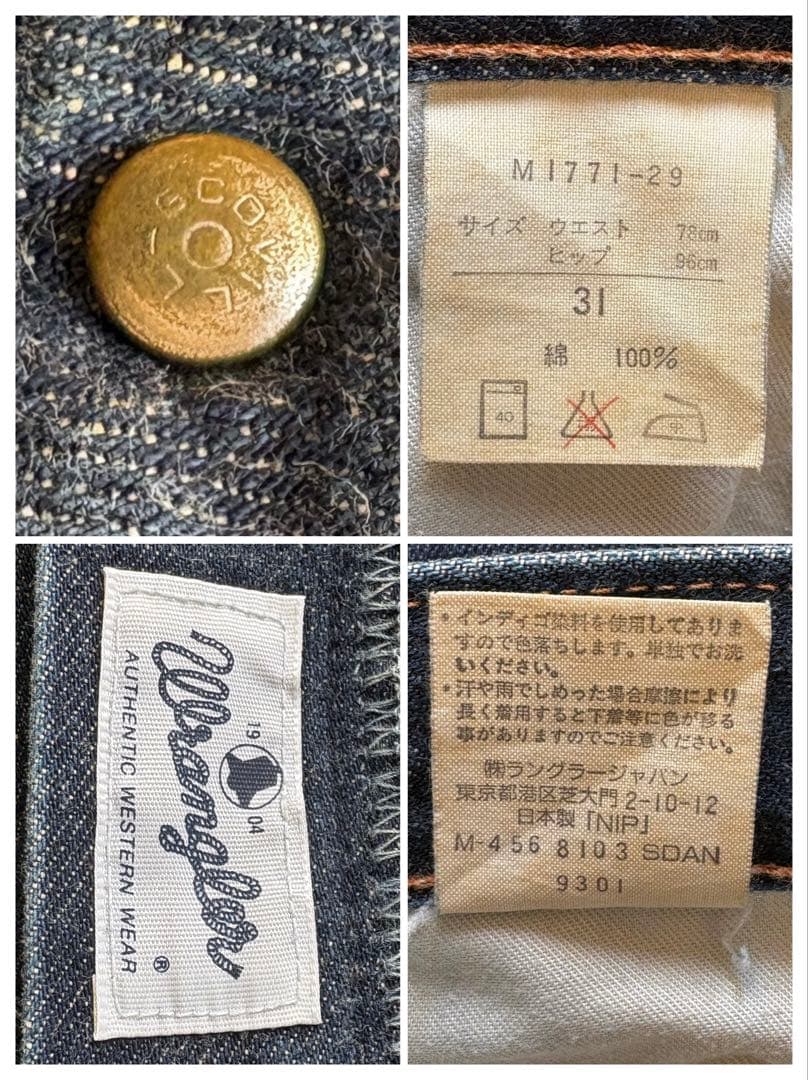 SCOVILL
M1771-29
サイズ ウエスト 78cm
ヒップ 96cm
31
綿 100%
40
中
Wrangler
19 04
AUTHENTIC WESTERN WEAR ®
• インディゴ染料を使用してありま
すので色落ちします。単独でお洗
いください。
• 汗や雨でしめった場合摩擦により
長く着用すると下着等に色が移る
事がありますのでご注意ください。
㈱ラングラージャパン
東京都港区芝大門2-10-12
日本製「NIP」
M-456 8103 SDAN
9301